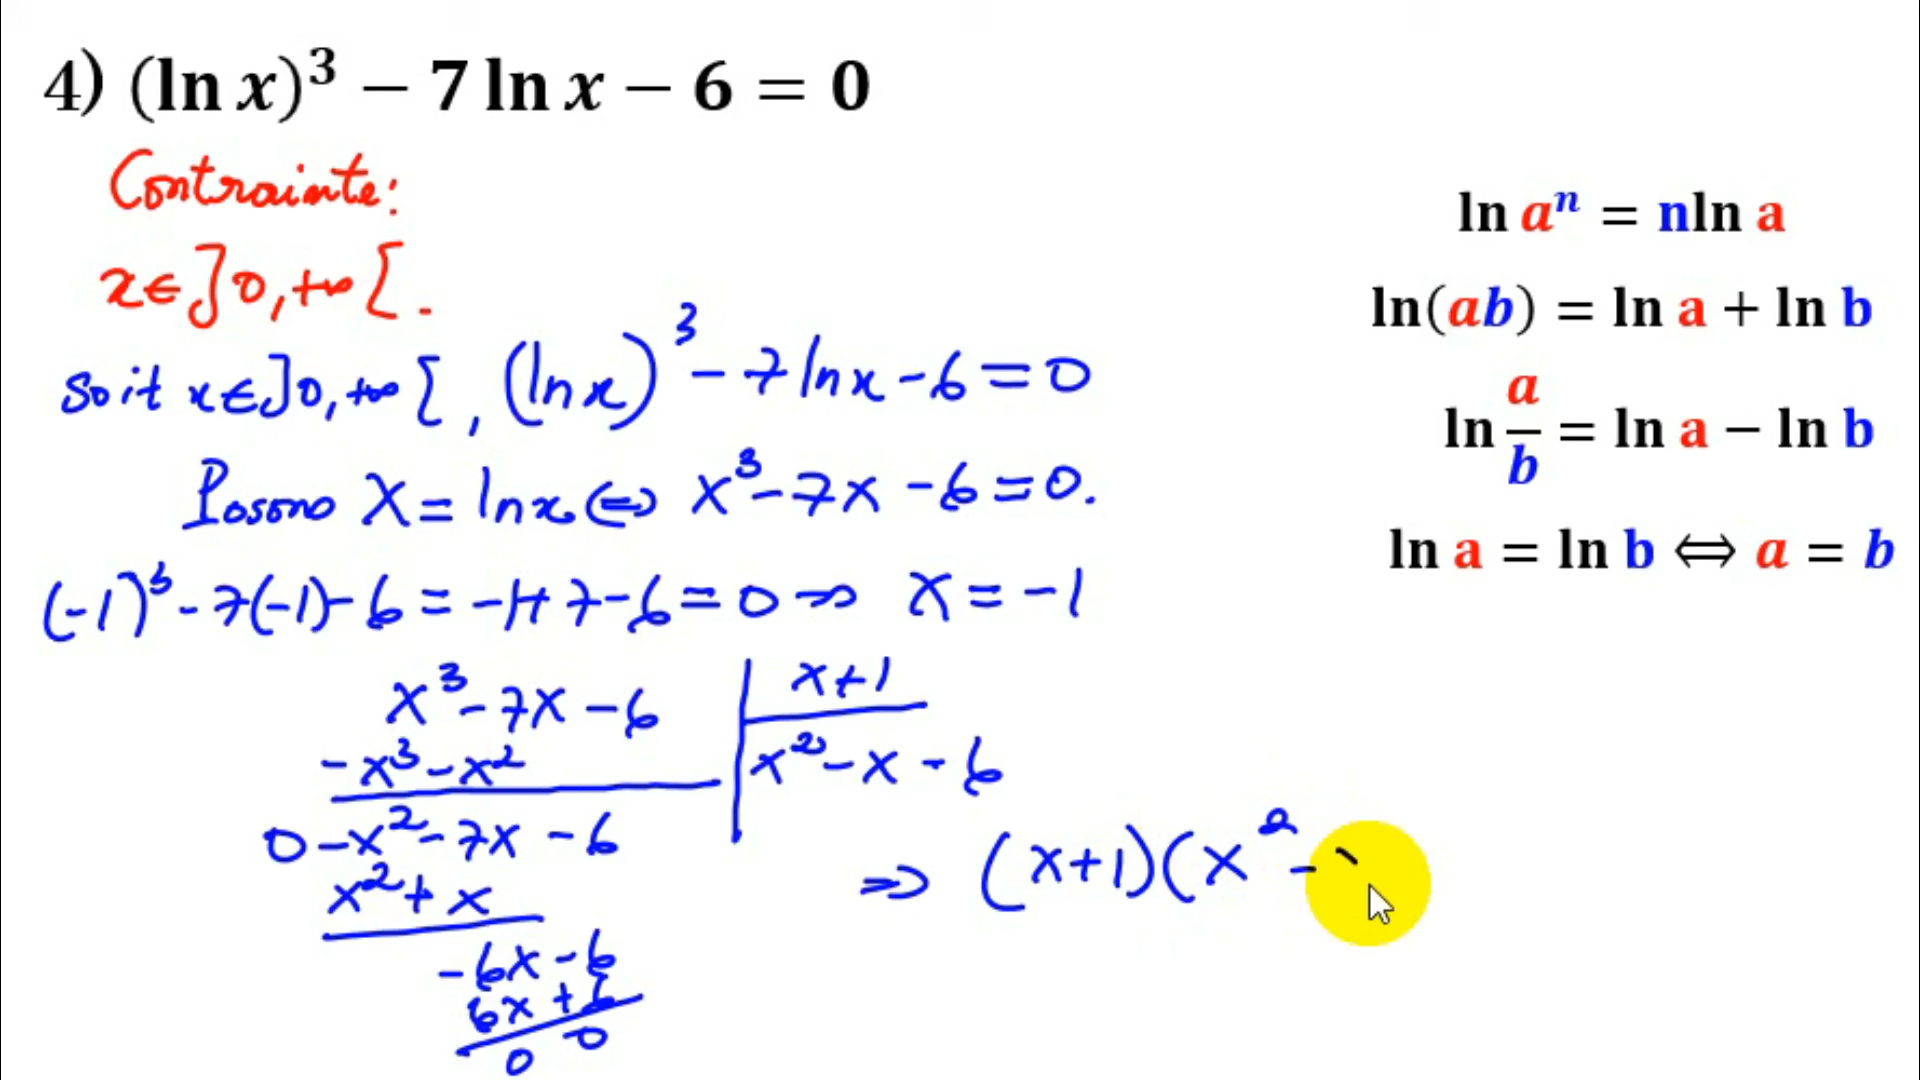 4) (ln x)³ − 7 ln x − 6 = 0
Contrainte:
x∈]0,+∞[.
soit x∈]0,+∞[, (ln x)³ − 7 ln x − 6 = 0
Posons X = ln x ⇔ X³ − 7X − 6 = 0.
(-1)³ - 7(-1) - 6 = -1+7-6 = 0 ⇒ X = -1
X³ - 7X - 6 | X+1
-X³ - X² | X² - X - 6
0 - X² - 7X - 6
X² + X
-6X - 6
6X + 6
0 0
⇒ (X+1)(X² -
ln aⁿ = nln a
ln(ab) = ln a + ln b
ln a/b = ln a − ln b
ln a = ln b ⟺ a = b